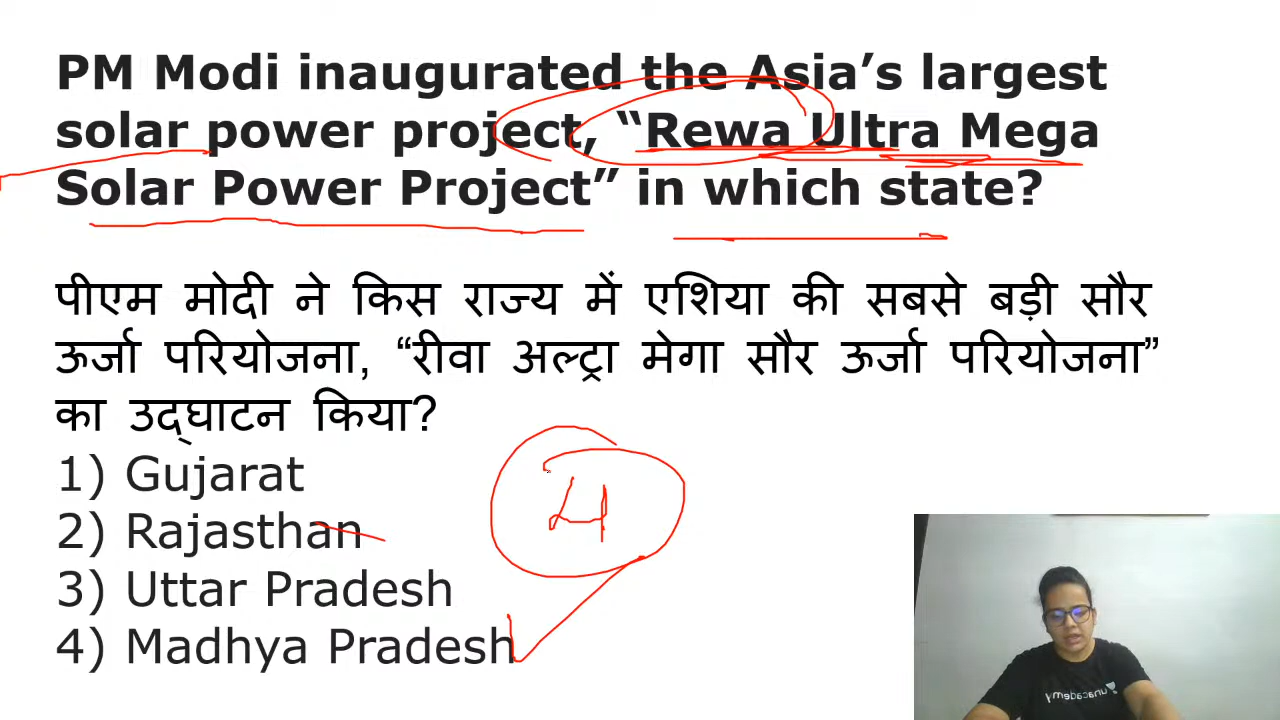 PM Modi inaugurated the Asia’s largest
solar power project, “Rewa Ultra Mega
Solar Power Project” in which state?
पीएम मोदी ने किस राज्य में एशिया की सबसे बड़ी सौर
ऊर्जा परियोजना, “रीवा अल्ट्रा मेगा सौर ऊर्जा परियोजना”
का उद्घाटन किया?
1) Gujarat
2) Rajasthan
3) Uttar Pradesh
4) Madhya Pradesh
4
unacademy